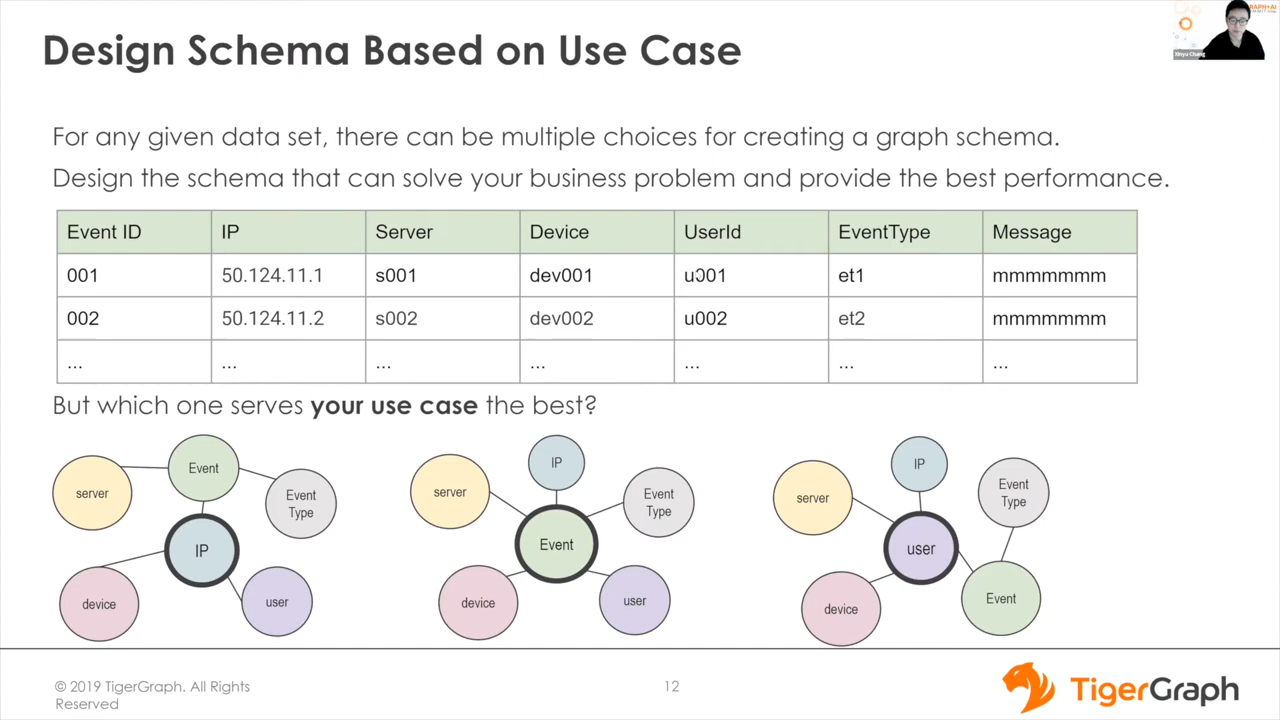 Design Schema Based on Use Case
Xinyu Chang
For any given data set, there can be multiple choices for creating a graph schema.
Design the schema that can solve your business problem and provide the best performance.
Event ID IP Server Device UserId EventType Message
001 50.124.11.1 s001 dev001 u001 et1 mmmmmmm
002 50.124.11.2 s002 dev002 u002 et2 mmmmmmm
... ... ... ... ... ... ...
But which one serves your use case the best?
server
Event
Event
Type
IP
device
user
server
IP
Event
Type
Event
device
user
server
IP
Event
Type
user
device
Event
© 2019 TigerGraph. All Rights
Reserved
12
TigerGraph